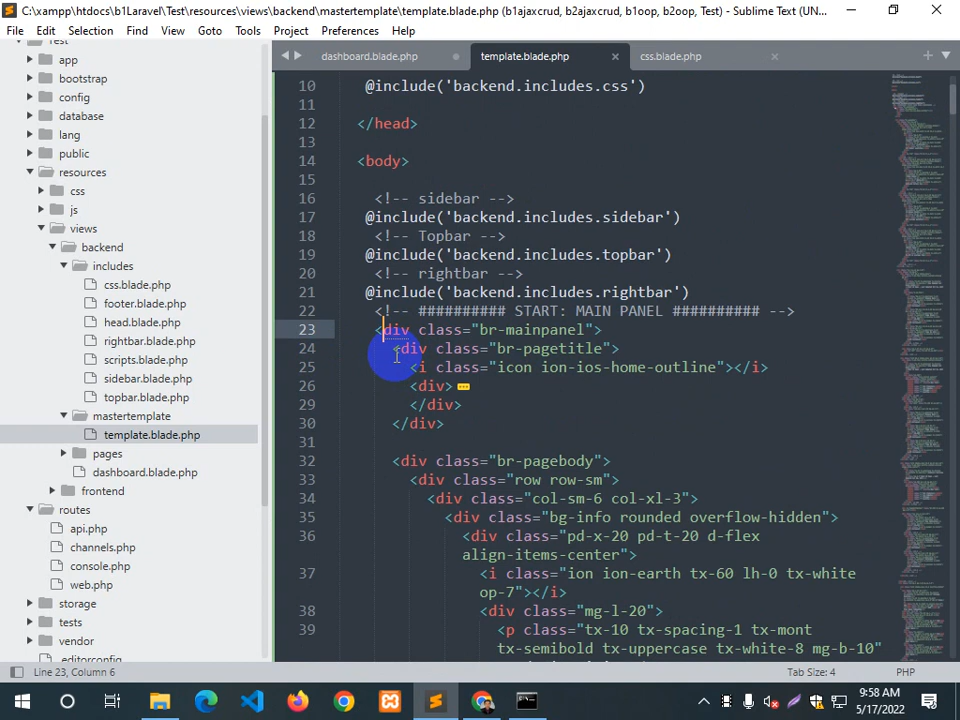 C:\xampp\htdocs\b1Laravel\Test\resources\views\backend\mastertemplate\template.blade.php (b1ajaxcrud, b2ajaxcrud, b1oop, b2oop, Test) - Sublime Text (UN...
File Edit Selection Find View Goto Tools Project Preferences Help
dashboard.blade.php template.blade.php css.blade.php
Test
app
bootstrap
config
database
lang
public
resources
css
js
views
backend
includes
css.blade.php
footer.blade.php
head.blade.php
rightbar.blade.php
scripts.blade.php
sidebar.blade.php
topbar.blade.php
mastertemplate
template.blade.php
pages
dashboard.blade.php
frontend
routes
api.php
channels.php
console.php
web.php
storage
tests
vendor
.editorconfig
10 @include('backend.includes.css')
11
12 </head>
13
14 <body>
15
16 <!-- sidebar -->
17 @include('backend.includes.sidebar')
18 <!-- Topbar -->
19 @include('backend.includes.topbar')
20 <!-- rightbar -->
21 @include('backend.includes.rightbar')
22 <!-- ########## START: MAIN PANEL ########## -->
23 <div class="br-mainpanel">
24 <div class="br-pagetitle">
25 <i class="icon ion-ios-home-outline"></i>
26 <div>
29 </div>
30 </div>
31
32 <div class="br-pagebody">
33 <div class="row row-sm">
34 <div class="col-sm-6 col-xl-3">
35 <div class="bg-info rounded overflow-hidden">
36 <div class="pd-x-20 pd-t-20 d-flex
align-items-center">
37 <i class="ion ion-earth tx-60 lh-0 tx-white
op-7"></i>
38 <div class="mg-l-20">
39 <p class="tx-10 tx-spacing-1 tx-mont
tx-semibold tx-uppercase tx-white-8 mg-b-10"
Line 23, Column 6 Tab Size: 4 PHP
9:58 AM
5/17/2022